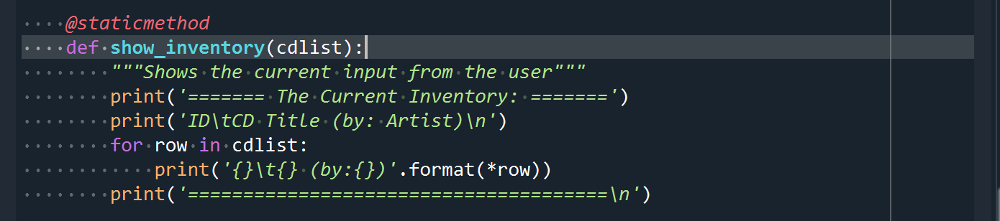 @staticmethod
def show_inventory(cdlist):
"""Shows the current input from the user"""
print('======= The Current Inventory: =======')
print('ID\tCD Title (by: Artist)\n')
for row in cdlist:
print('{}\t{} (by:{})'.format(*row))
print('======================================\n')